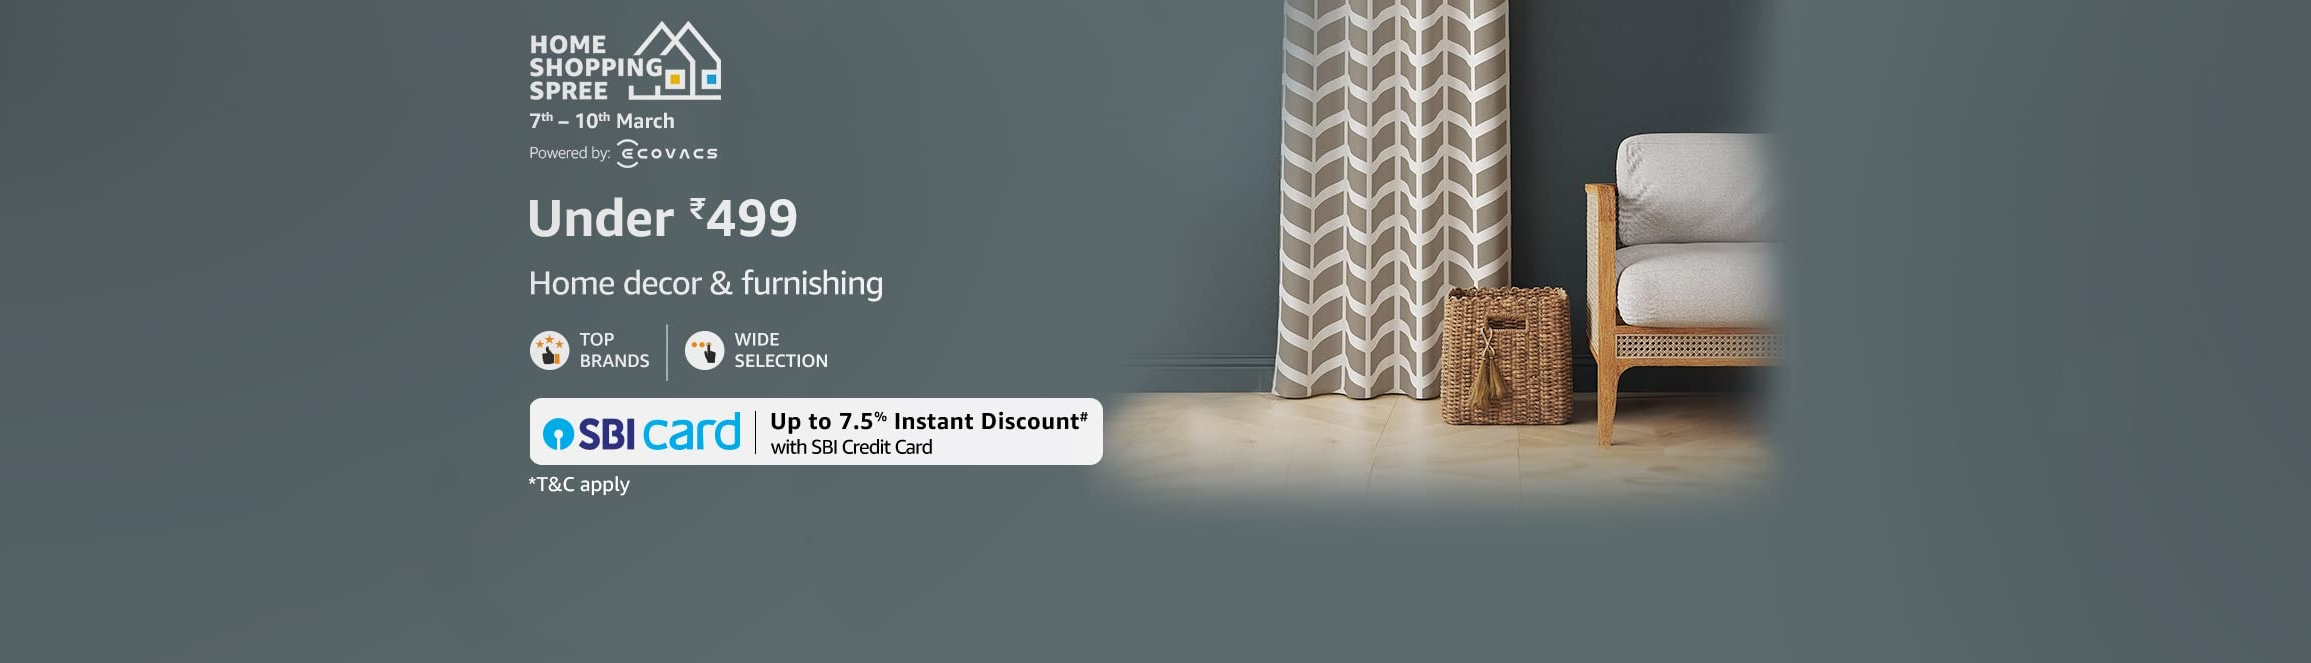 HOME
SHOPPING
SPREE
7th – 10th March
Powered by: ECOVACS
Under ₹499
Home decor & furnishing
TOP
BRANDS
WIDE
SELECTION
SBI card
Up to 7.5% Instant Discount#
with SBI Credit Card
*T&C apply